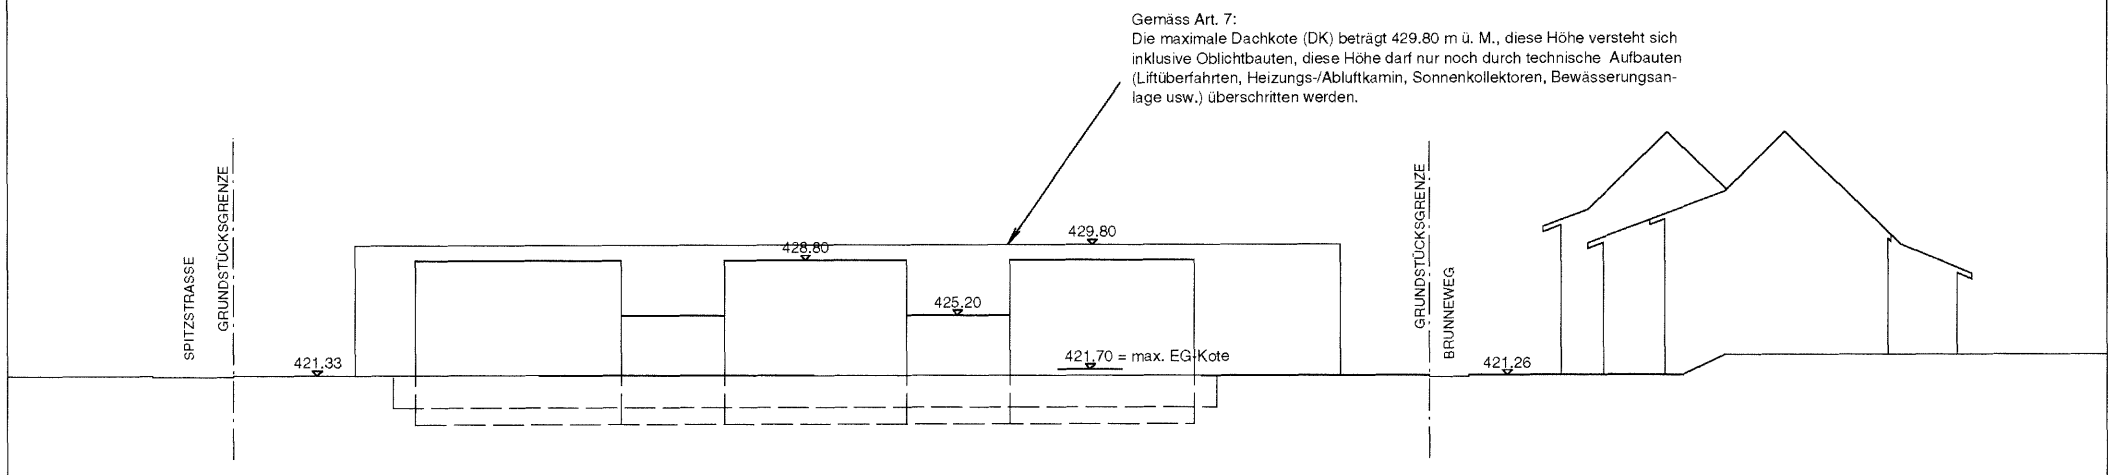 Gemäss Art. 7:
Die maximale Dachkote (DK) beträgt 429.80 m ü. M., diese Höhe versteht sich
inklusive Oblichtbauten, diese Höhe darf nur noch durch technische Aufbauten
(Liftüberfahrten, Heizungs-/Abluftkamin, Sonnenkollektoren, Bewässerungsan-
lage usw.) überschritten werden.
SPITZSTRASSE
GRUNDSTÜCKSGRENZE
421.33
428.80
425.20
429.80
421.70 = max. EG-Kote
GRUNDSTÜCKSGRENZE
BRUNNEWEG
421.26